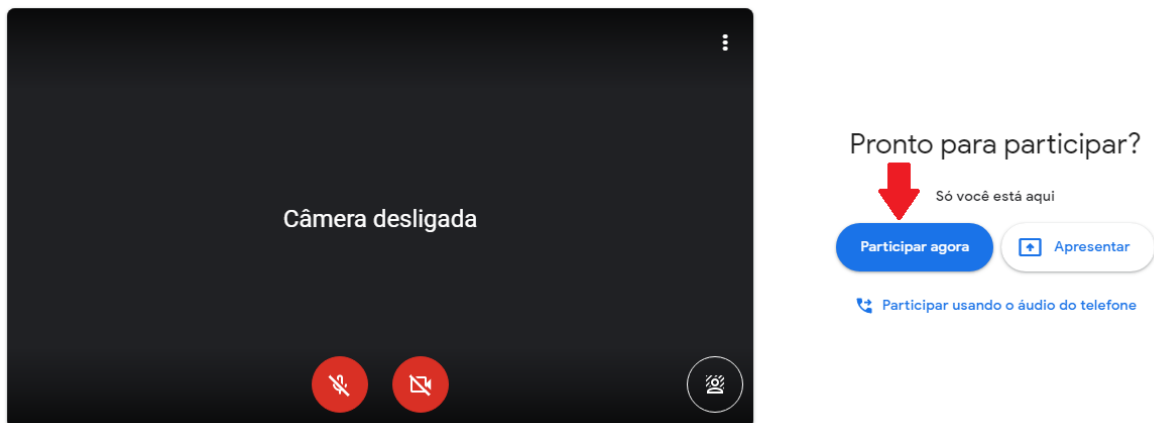 Câmera desligada
Pronto para participar?
Só você está aqui
Participar agora
Apresentar
Participar usando o áudio do telefone